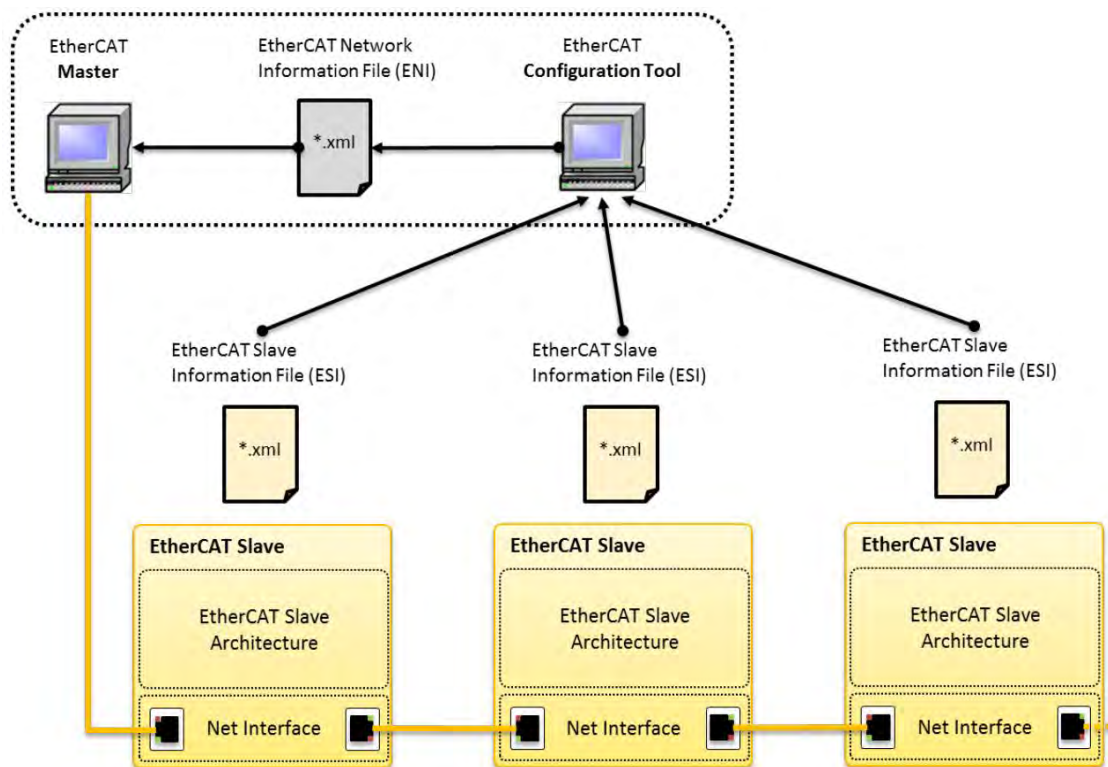 EtherCAT
Master
EtherCAT Network
Information File (ENI)
EtherCAT
Configuration Tool
*.xml
EtherCAT Slave
Information File (ESI)
EtherCAT Slave
Information File (ESI)
EtherCAT Slave
Information File (ESI)
*.xml
*.xml
*.xml
EtherCAT Slave
EtherCAT Slave
EtherCAT Slave
EtherCAT Slave
Architecture
EtherCAT Slave
Architecture
EtherCAT Slave
Architecture
Net Interface
Net Interface
Net Interface